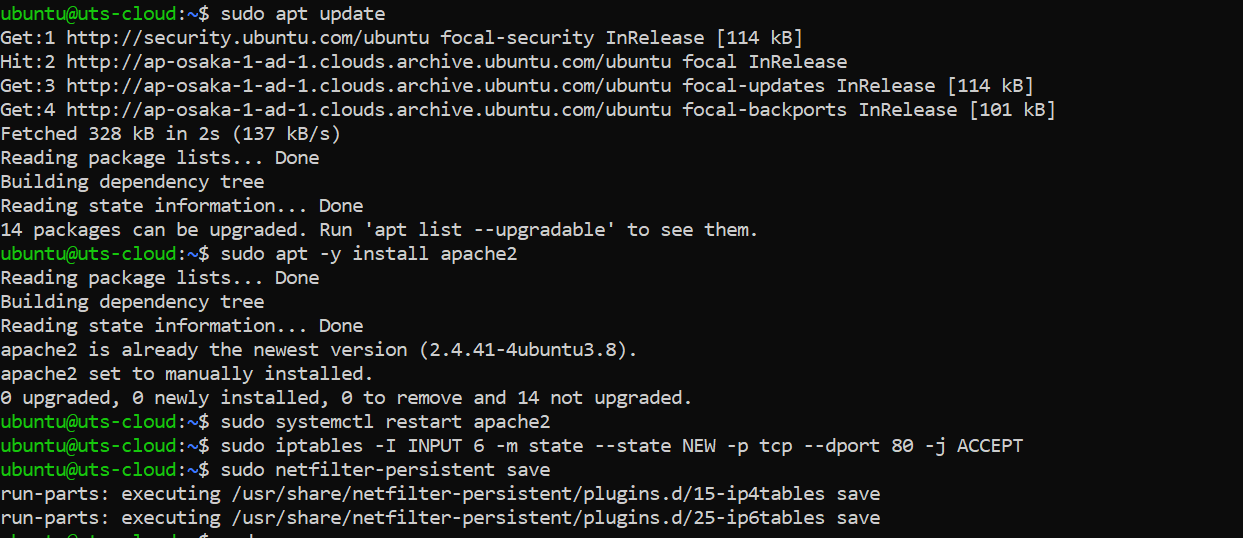 ubuntu@uts-cloud:~$ sudo apt update
Get:1 http://security.ubuntu.com/ubuntu focal-security InRelease [114 kB]
Hit:2 http://ap-osaka-1-ad-1.clouds.archive.ubuntu.com/ubuntu focal InRelease
Get:3 http://ap-osaka-1-ad-1.clouds.archive.ubuntu.com/ubuntu focal-updates InRelease [114 kB]
Get:4 http://ap-osaka-1-ad-1.clouds.archive.ubuntu.com/ubuntu focal-backports InRelease [101 kB]
Fetched 328 kB in 2s (137 kB/s)
Reading package lists... Done
Building dependency tree
Reading state information... Done
14 packages can be upgraded. Run 'apt list --upgradable' to see them.
ubuntu@uts-cloud:~$ sudo apt -y install apache2
Reading package lists... Done
Building dependency tree
Reading state information... Done
apache2 is already the newest version (2.4.41-4ubuntu3.8).
apache2 set to manually installed.
0 upgraded, 0 newly installed, 0 to remove and 14 not upgraded.
ubuntu@uts-cloud:~$ sudo systemctl restart apache2
ubuntu@uts-cloud:~$ sudo iptables -I INPUT 6 -m state --state NEW -p tcp --dport 80 -j ACCEPT
ubuntu@uts-cloud:~$ sudo netfilter-persistent save
run-parts: executing /usr/share/netfilter-persistent/plugins.d/15-ip4tables save
run-parts: executing /usr/share/netfilter-persistent/plugins.d/25-ip6tables save